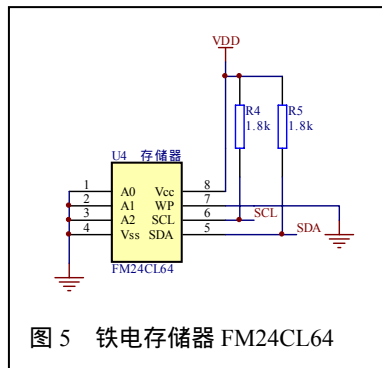 VDD
R4
1.8k
R5
1.8k
U4 存储器
1 A0 Vcc 8
2 A1 WP 7
3 A2 SCL 6 SCL
4 Vss SDA 5 SDA
FM24CL64
图 5 铁电存储器 FM24CL64